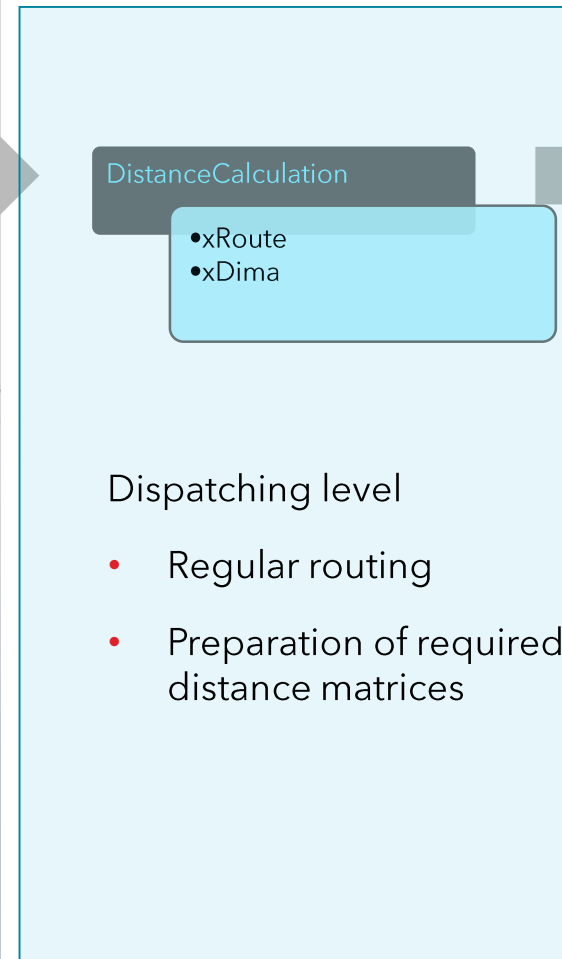 DistanceCalculation
•xRoute
•xDima
Dispatching level
• Regular routing
• Preparation of required
distance matrices